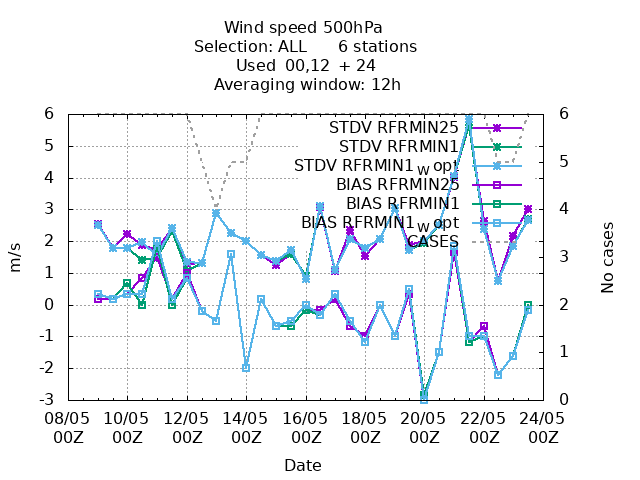 Wind speed 500hPa
Selection: ALL 6 stations
Used 00,12 + 24
Averaging window: 12h
6 6
STDV RFRMIN25
STDV RFRMIN1
5 5
STDV RFRMIN1_W opt
4 BIAS RFRMIN25
BIAS RFRMIN1
3 4
BIAS RFRMIN1_W opt
CASES
2
3
1
0 2
-1
1
-2
-3 0
m/s
No cases
08/05 10/05 12/05 14/05 16/05 18/05 20/05 22/05 24/05
00Z 00Z 00Z 00Z 00Z 00Z 00Z 00Z 00Z
Date